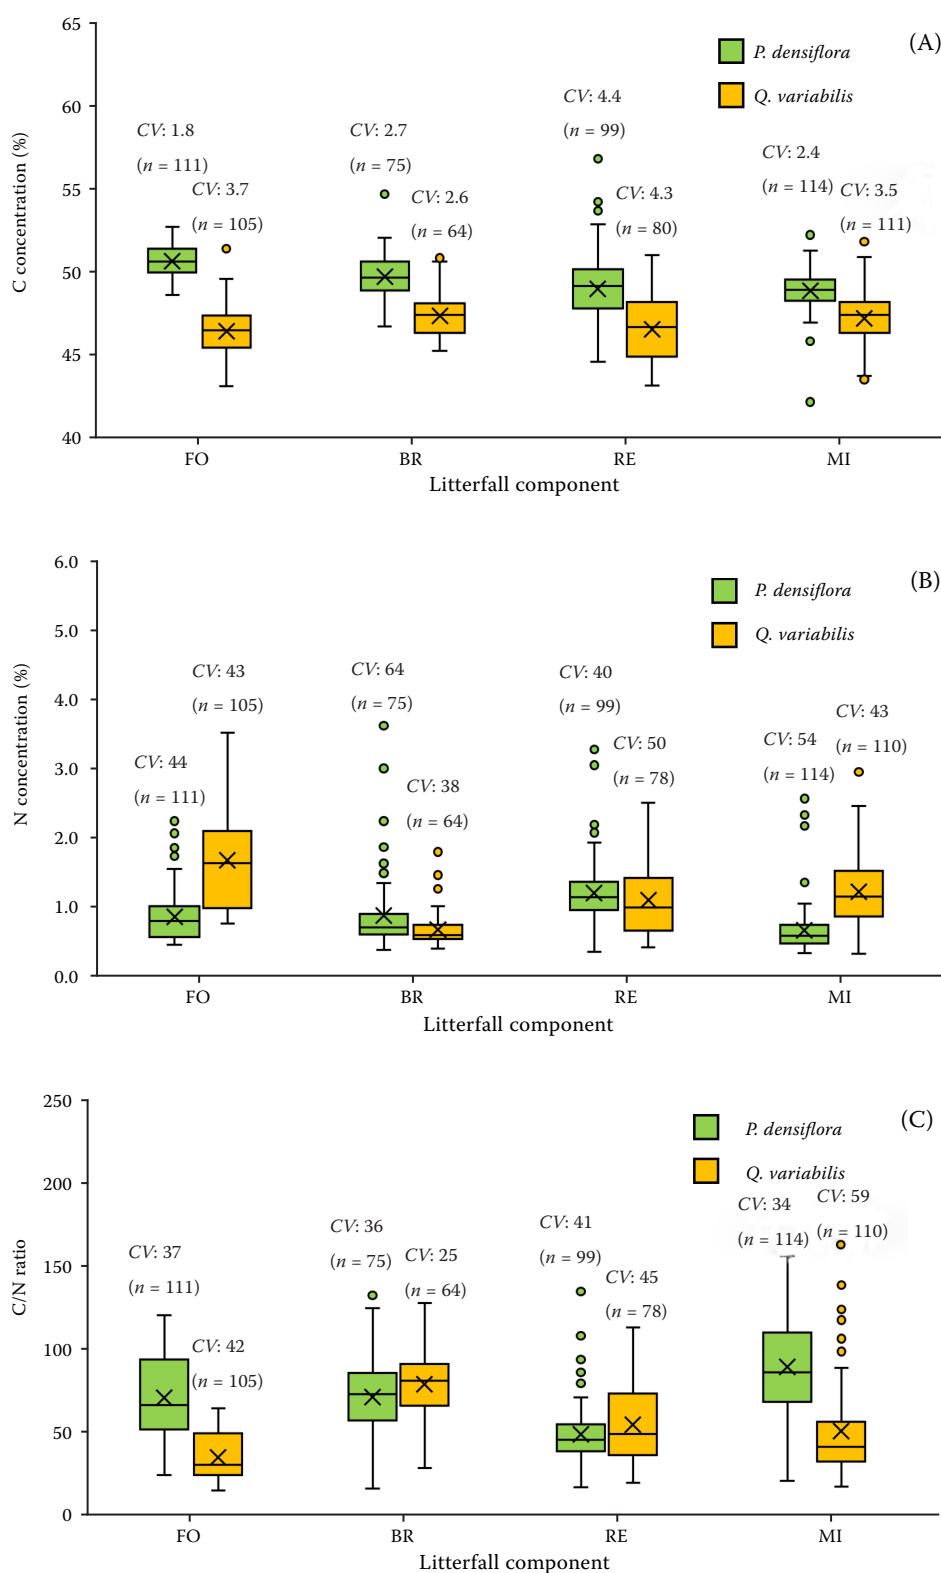 (A)
65
60
55
50
45
40
C concentration (%)
P. densiflora
Q. variabilis
CV: 1.8
(n = 111)
CV: 3.7
(n = 105)
CV: 2.7
(n = 75)
CV: 2.6
(n = 64)
CV: 4.4
(n = 99)
CV: 4.3
(n = 80)
CV: 2.4
(n = 114)
CV: 3.5
(n = 111)
FO BR RE MI
Litterfall component
(B)
6.0
5.0
4.0
3.0
2.0
1.0
0.0
N concentration (%)
P. densiflora
Q. variabilis
CV: 44
(n = 111)
CV: 43
(n = 105)
CV: 64
(n = 75)
CV: 38
(n = 64)
CV: 40
(n = 99)
CV: 50
(n = 78)
CV: 54
(n = 114)
CV: 43
(n = 110)
FO BR RE MI
Litterfall component
(C)
250
200
150
100
50
0
C/N ratio
P. densiflora
Q. variabilis
CV: 37
(n = 111)
CV: 42
(n = 105)
CV: 36
(n = 75)
CV: 25
(n = 64)
CV: 41
(n = 99)
CV: 45
(n = 78)
CV: 34
(n = 114)
CV: 59
(n = 110)
FO BR RE MI
Litterfall component